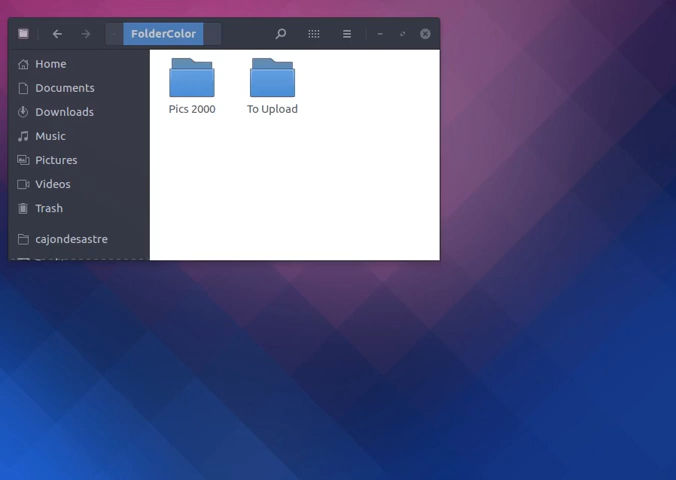 FolderColor
Home
Documents
Downloads
Music
Pictures
Videos
Trash
cajondesastre
Pics 2000
To Upload